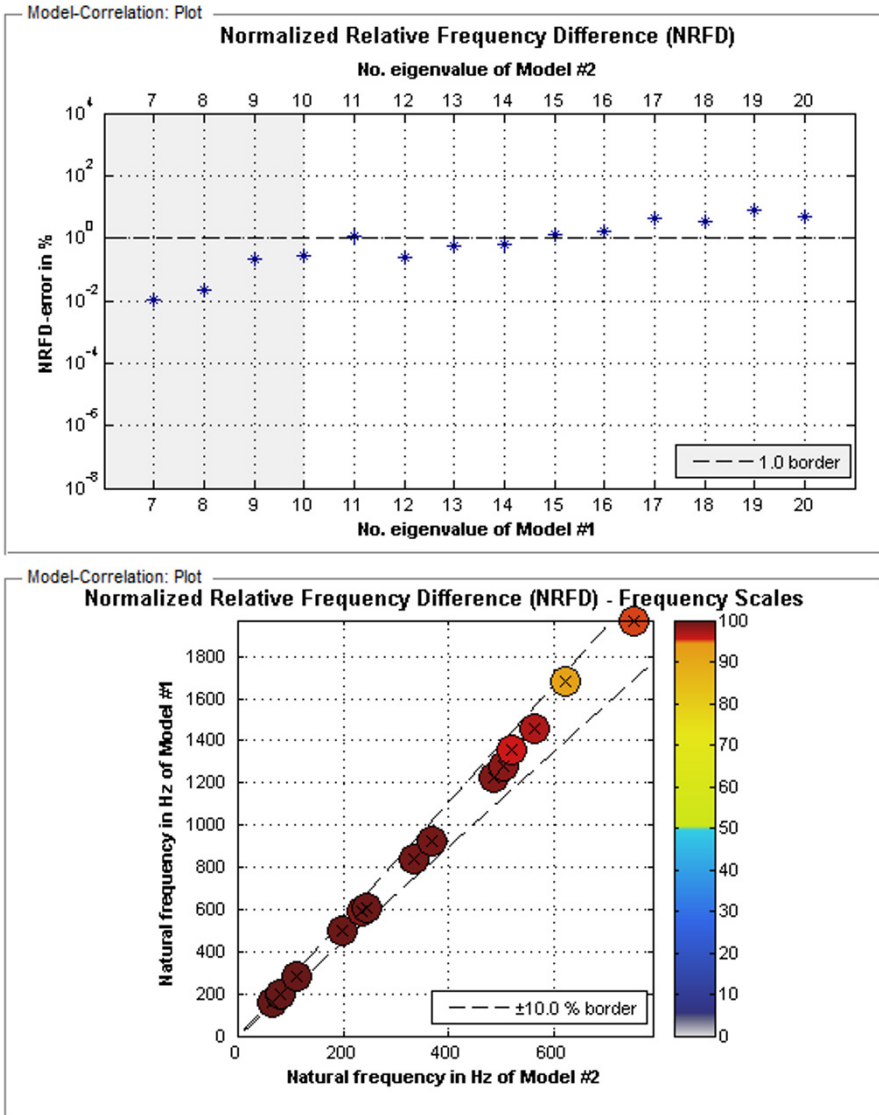 Model-Correlation: Plot
Normalized Relative Frequency Difference (NRFD)
No. eigenvalue of Model #2
7 8 9 10 11 12 13 14 15 16 17 18 19 20
NRFD-error in %
10^4
10^2
10^0
10^-2
10^-4
10^-6
10^-8
1.0 border
7 8 9 10 11 12 13 14 15 16 17 18 19 20
No. eigenvalue of Model #1
Model-Correlation: Plot
Normalized Relative Frequency Difference (NRFD) - Frequency Scales
Natural frequency in Hz of Model #1
1800
1600
1400
1200
1000
800
600
400
200
0
±10.0 % border
0 200 400 600
Natural frequency in Hz of Model #2
100
90
80
70
60
50
40
30
20
10
0